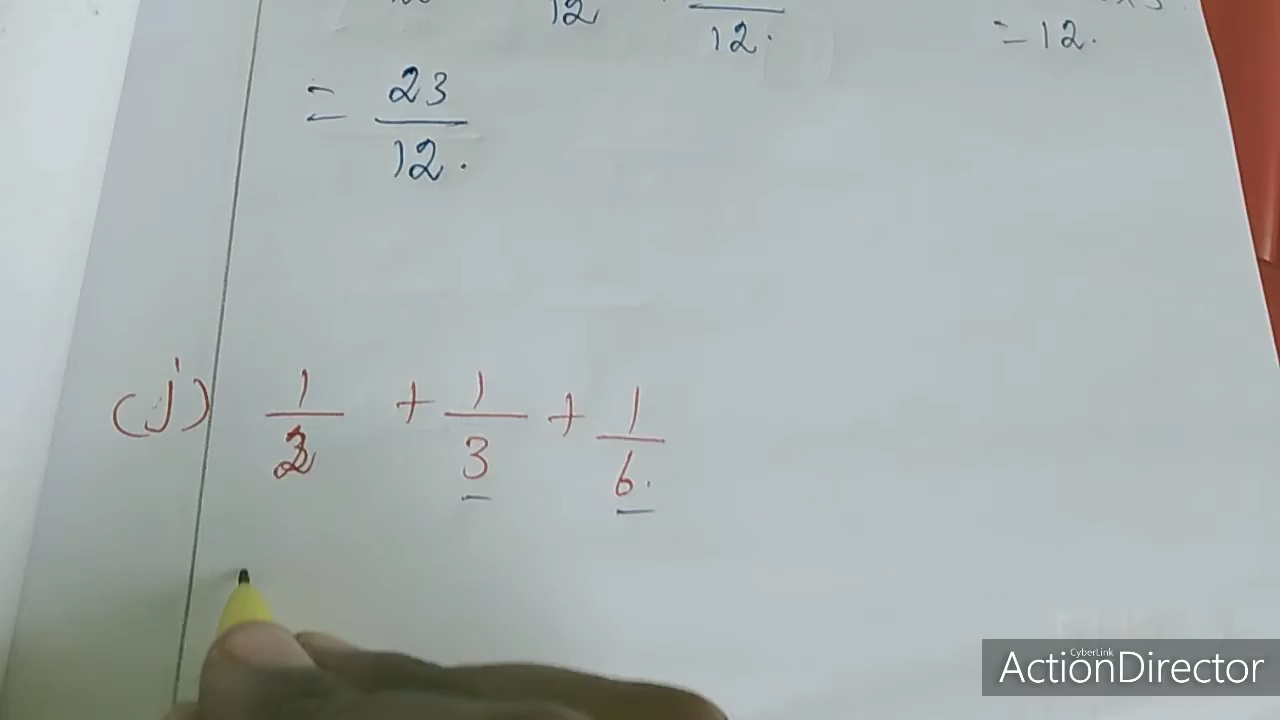 12 12. = 12.
= 23/12.
(j) 1/2 + 1/3 + 1/6.
CyberLink
ActionDirector